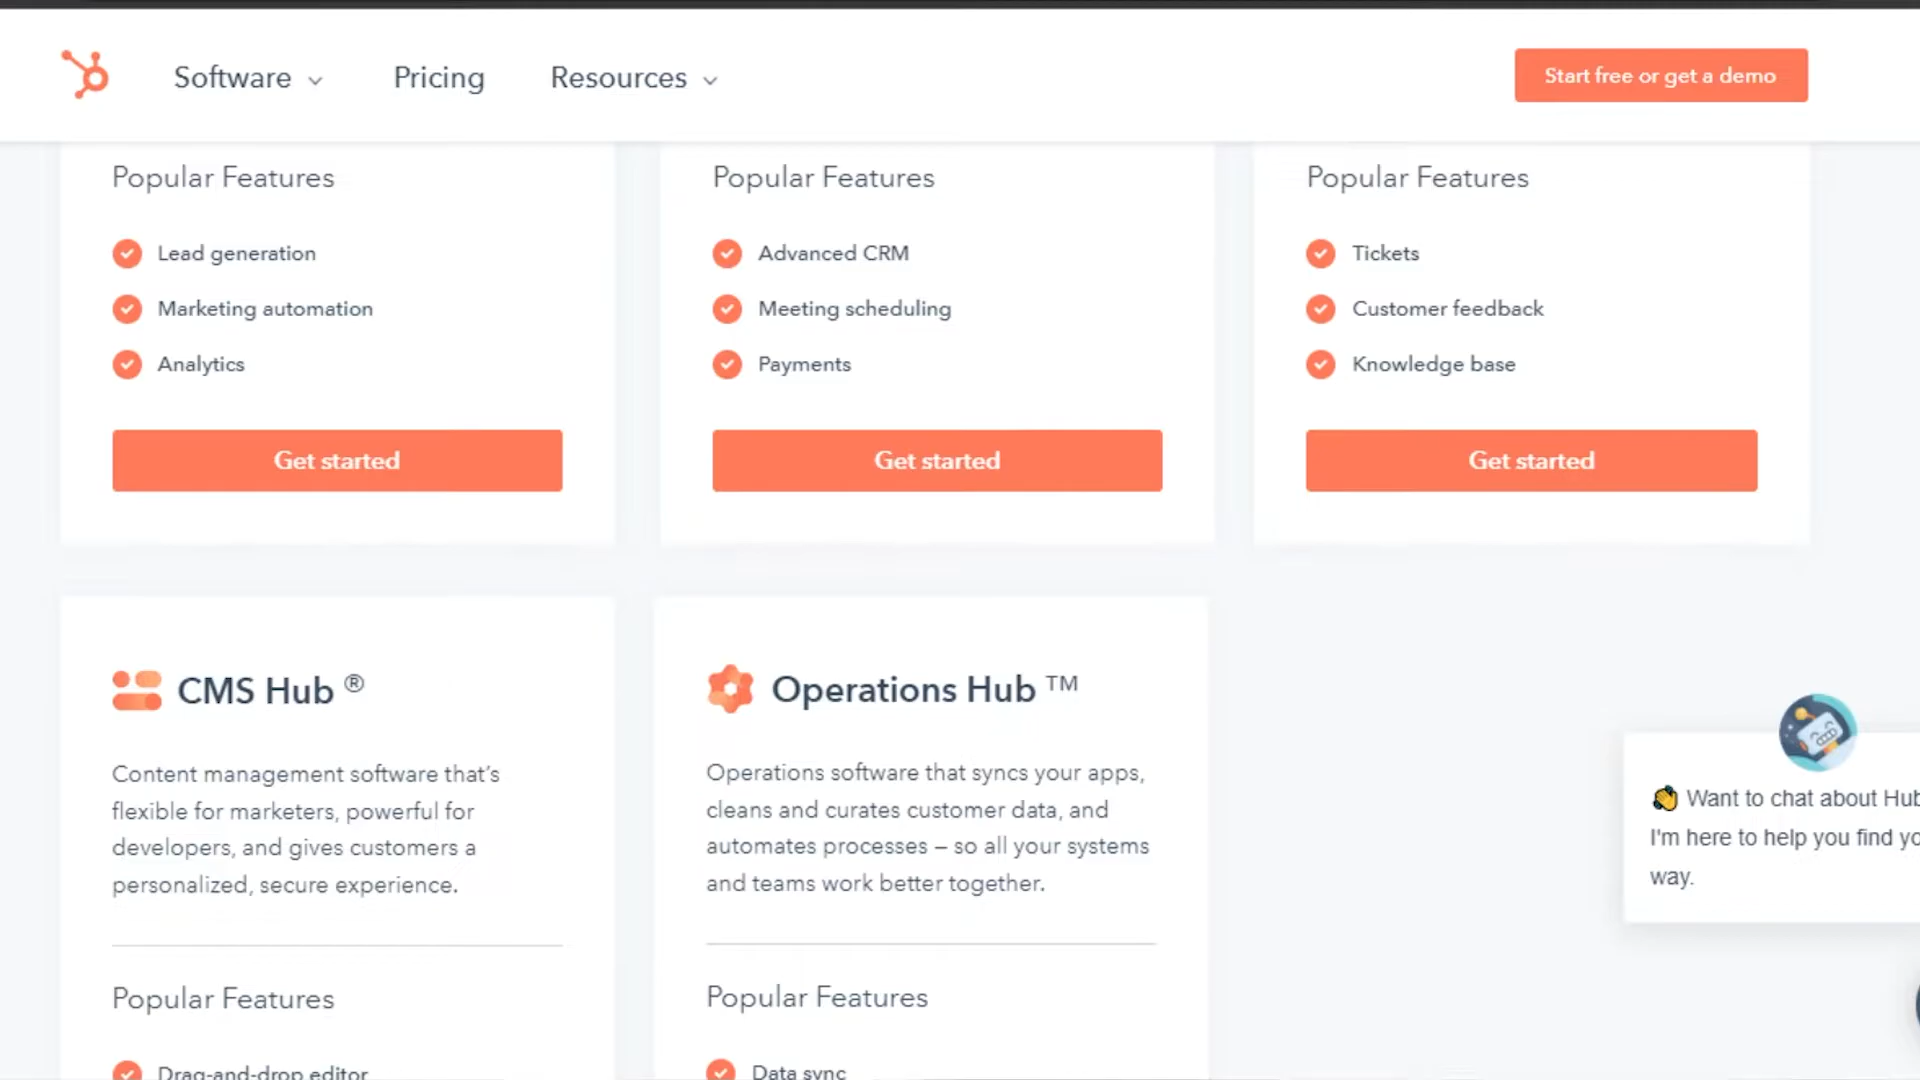 Software
Pricing
Resources
Start free or get a demo
Popular Features
Lead generation
Marketing automation
Analytics
Get started
Popular Features
Advanced CRM
Meeting scheduling
Payments
Get started
Popular Features
Tickets
Customer feedback
Knowledge base
Get started
CMS Hub ®
Content management software that's
flexible for marketers, powerful for
developers, and gives customers a
personalized, secure experience.
Popular Features
Drag-and-drop editor
Operations Hub ™
Operations software that syncs your apps,
cleans and curates customer data, and
automates processes – so all your systems
and teams work better together.
Popular Features
Data sync
Want to chat about Hub
I'm here to help you find yo
way.